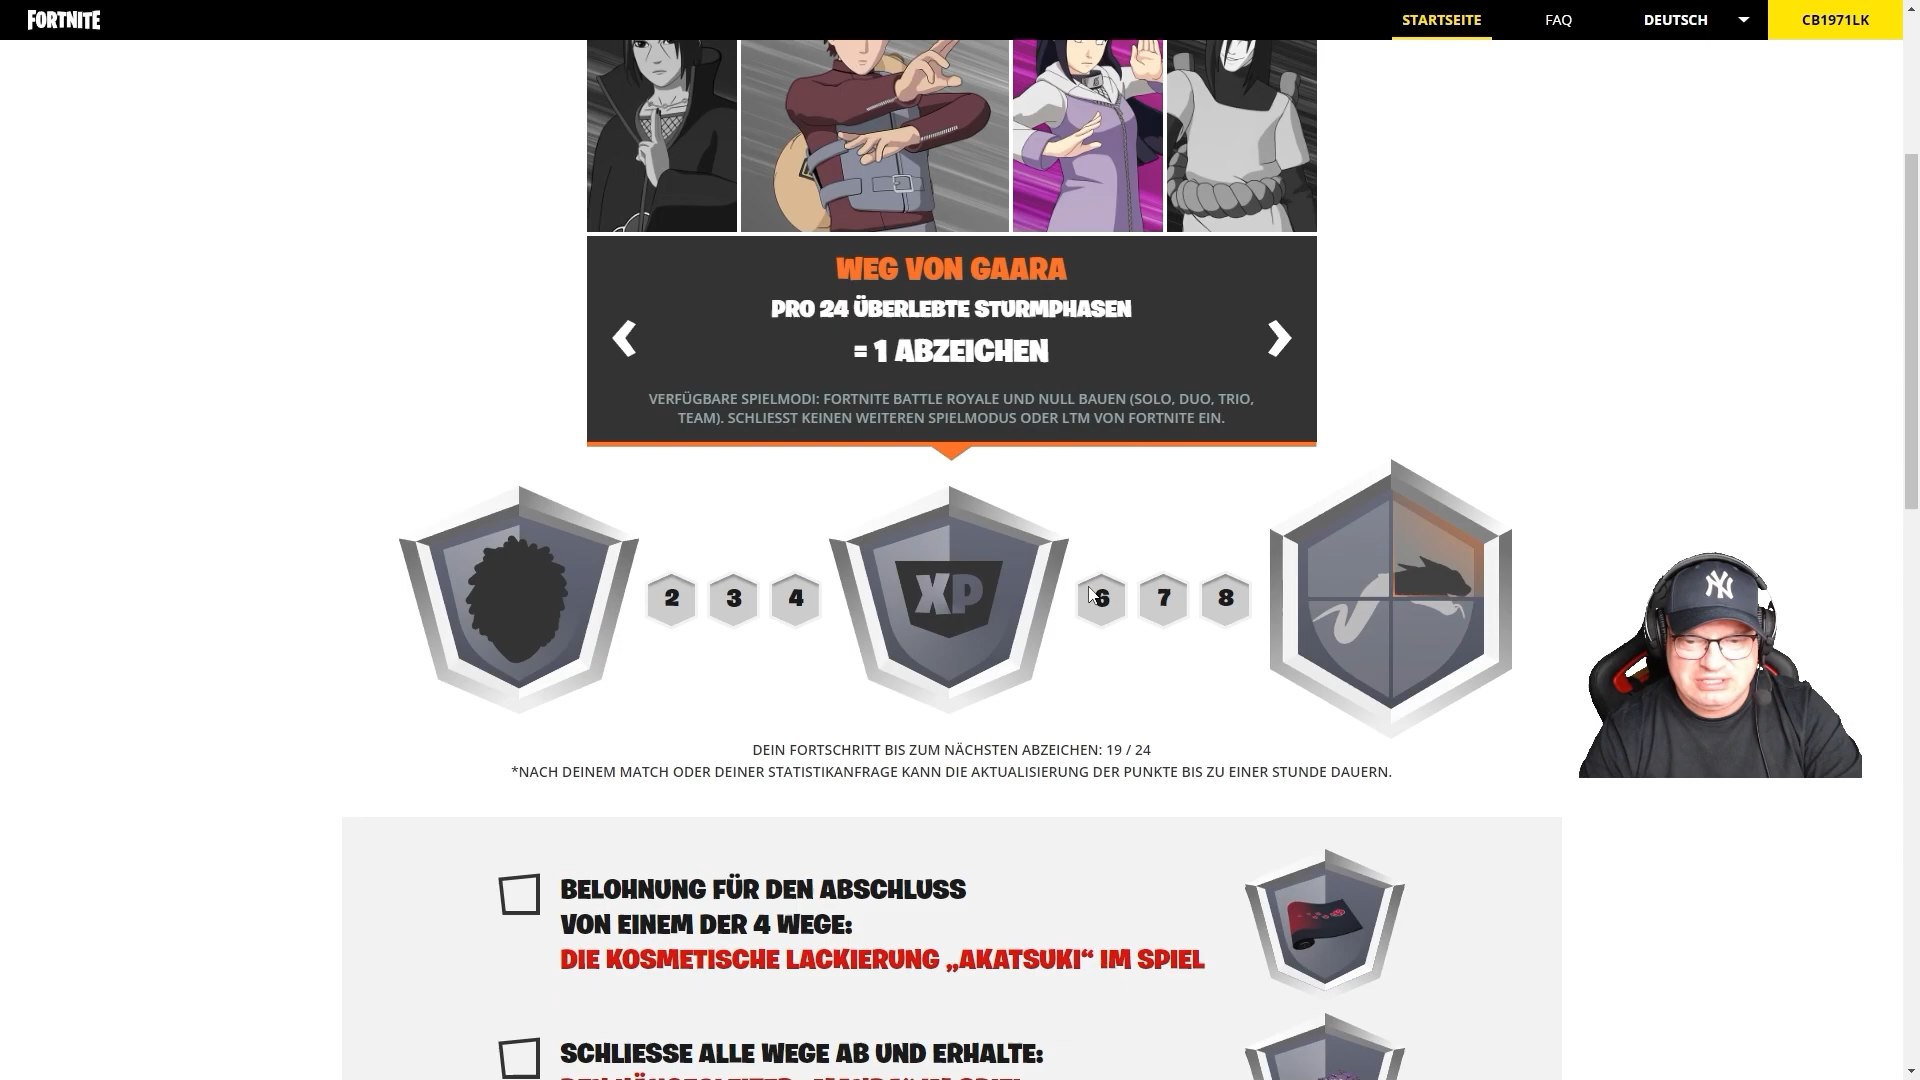 FORTNITE
STARTSEITE
FAQ
DEUTSCH
CB1971LK
WEG VON GAARA
PRO 24 ÜBERLEBTE STURMPHASEN
= 1 ABZEICHEN
VERFÜGBARE SPIELMODI: FORTNITE BATTLE ROYALE UND NULL BAUEN (SOLO, DUO, TRIO,
TEAM). SCHLIESST KEINEN WEITEREN SPIELMODUS ODER LTM VON FORTNITE EIN.
2
3
4
XP
6
7
8
NY
DEIN FORTSCHRITT BIS ZUM NÄCHSTEN ABZEICHEN: 19 / 24
*NACH DEINEM MATCH ODER DEINER STATISTIKANFRAGE KANN DIE AKTUALISIERUNG DER PUNKTE BIS ZU EINER STUNDE DAUERN.
BELOHNUNG FÜR DEN ABSCHLUSS
VON EINEM DER 4 WEGE:
DIE KOSMETISCHE LACKIERUNG „AKATSUKI“ IM SPIEL
SCHLIESSE ALLE WEGE AB UND ERHALTE: